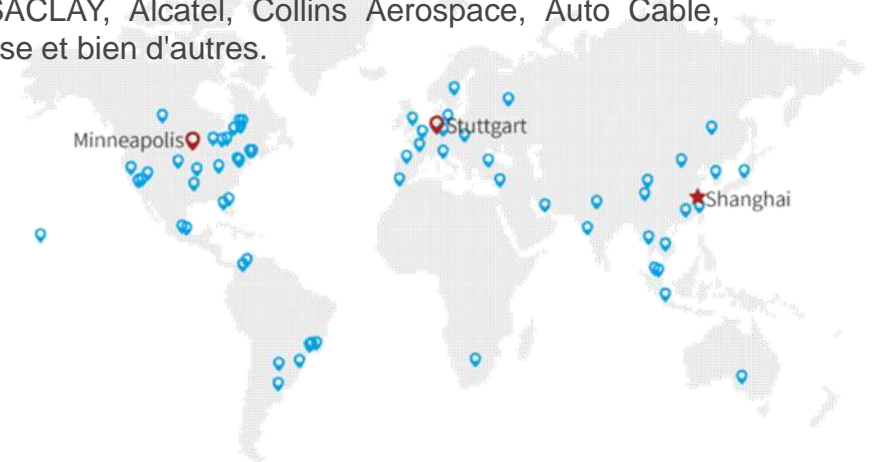 SACLAY, Alcatel, Collins Aerospace, Auto Cable,
se et bien d'autres.
Minneapolis
Stuttgart
Shanghai